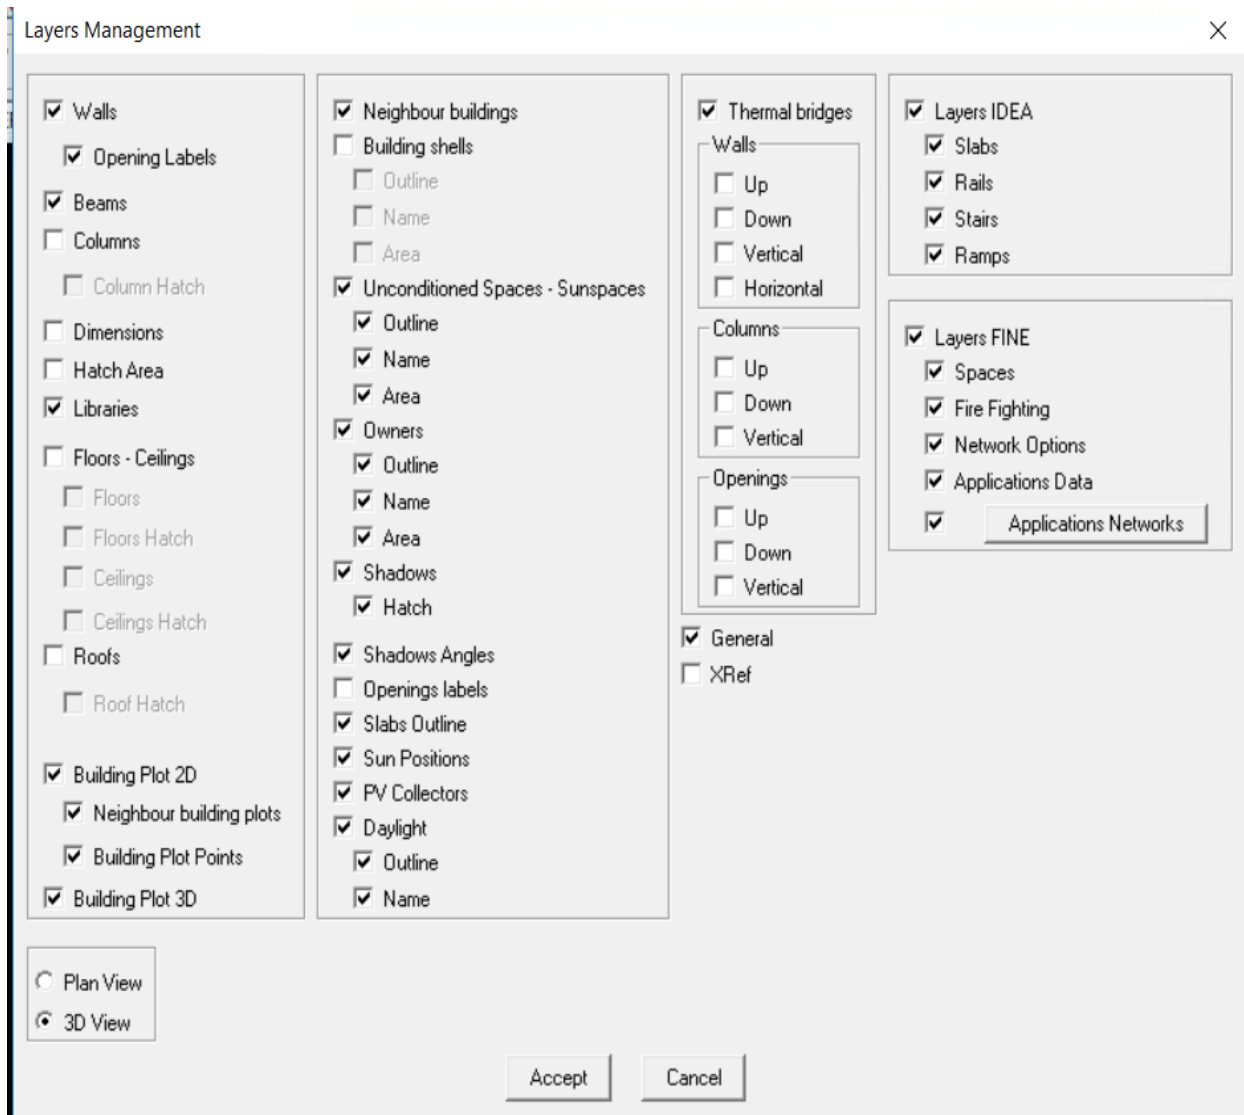 Layers Management
Walls
Opening Labels
Beams
Columns
Column Hatch
Dimensions
Hatch Area
Libraries
Floors - Ceilings
Floors
Floors Hatch
Ceilings
Ceilings Hatch
Roofs
Roof Hatch
Building Plot 2D
Neighbour building plots
Building Plot Points
Building Plot 3D
Neighbour buildings
Building shells
Outline
Name
Area
Unconditioned Spaces - Sunspaces
Outline
Name
Area
Owners
Outline
Name
Area
Shadows
Hatch
Shadows Angles
Openings labels
Slabs Outline
Sun Positions
PV Collectors
Daylight
Outline
Name
Thermal bridges
Walls
Up
Down
Vertical
Horizontal
Columns
Up
Down
Vertical
Openings
Up
Down
Vertical
General
XRef
Layers IDEA
Slabs
Rails
Stairs
Ramps
Layers FINE
Spaces
Fire Fighting
Network Options
Applications Data
Applications Networks
Plan View
3D View
Accept
Cancel